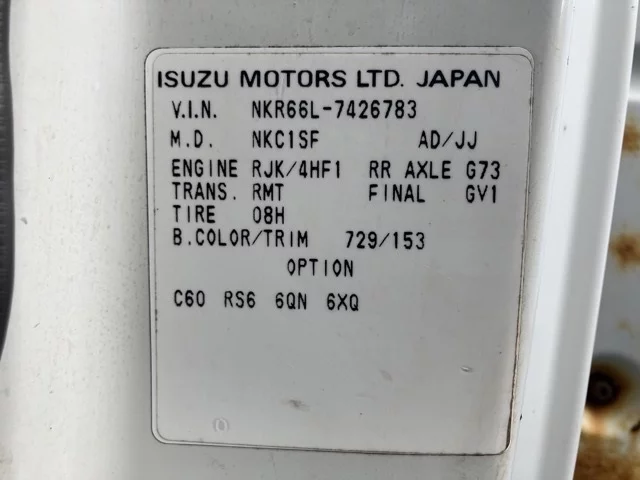 ISUZU MOTORS LTD. JAPAN
V.I.N. NKR66L-7426783
M.D. NKC1SF AD/JJ
ENGINE RJK/4HF1 RR AXLE G73
TRANS. RMT FINAL GV1
TIRE 08H
B.COLOR/TRIM 729/153
OPTION
C60 RS6 6QN 6XQ
0